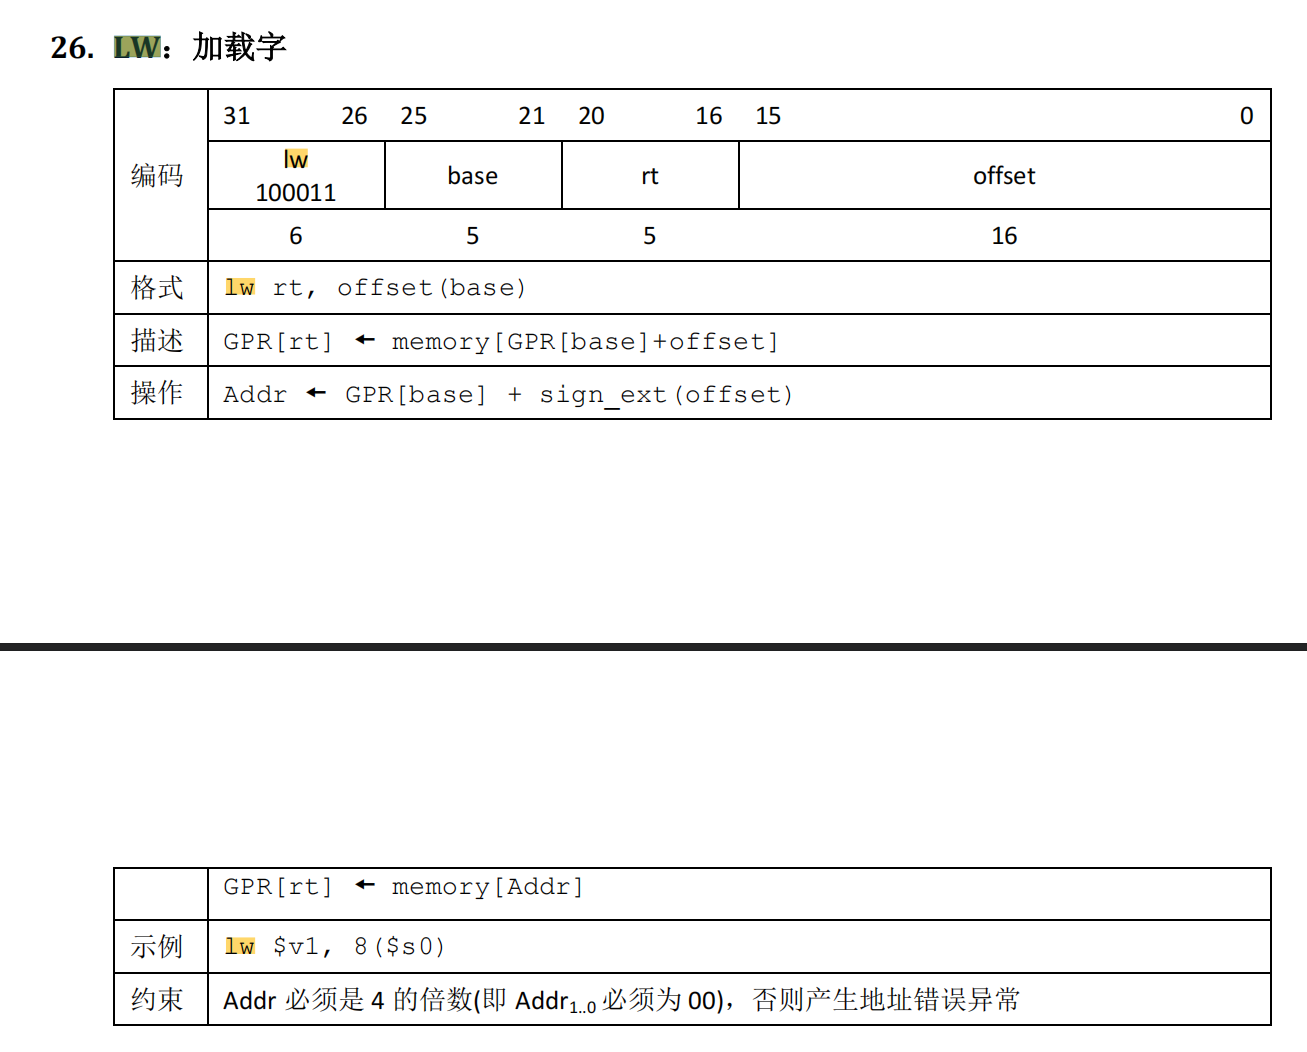 26. LW：加载字
31 26 25 21 20 16 15 0
编码
lw
100011
base rt offset
6 5 5 16
格式 lw rt, offset(base)
描述 GPR[rt] ← memory[GPR[base]+offset]
操作 Addr ← GPR[base] + sign_ext(offset)
GPR[rt] ← memory[Addr]
示例 lw $v1, 8($s0)
约束 Addr 必须是 4 的倍数(即 Addr1..0 必须为 00)，否则产生地址错误异常